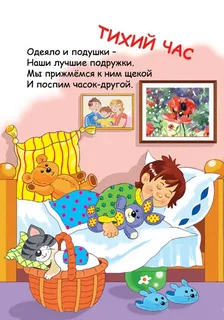 ТИХИЙ ЧАС
Одеяло и подушки –
Наши лучшие подружки.
Мы прижмёмся к ним щекой
И поспим часок-другой.